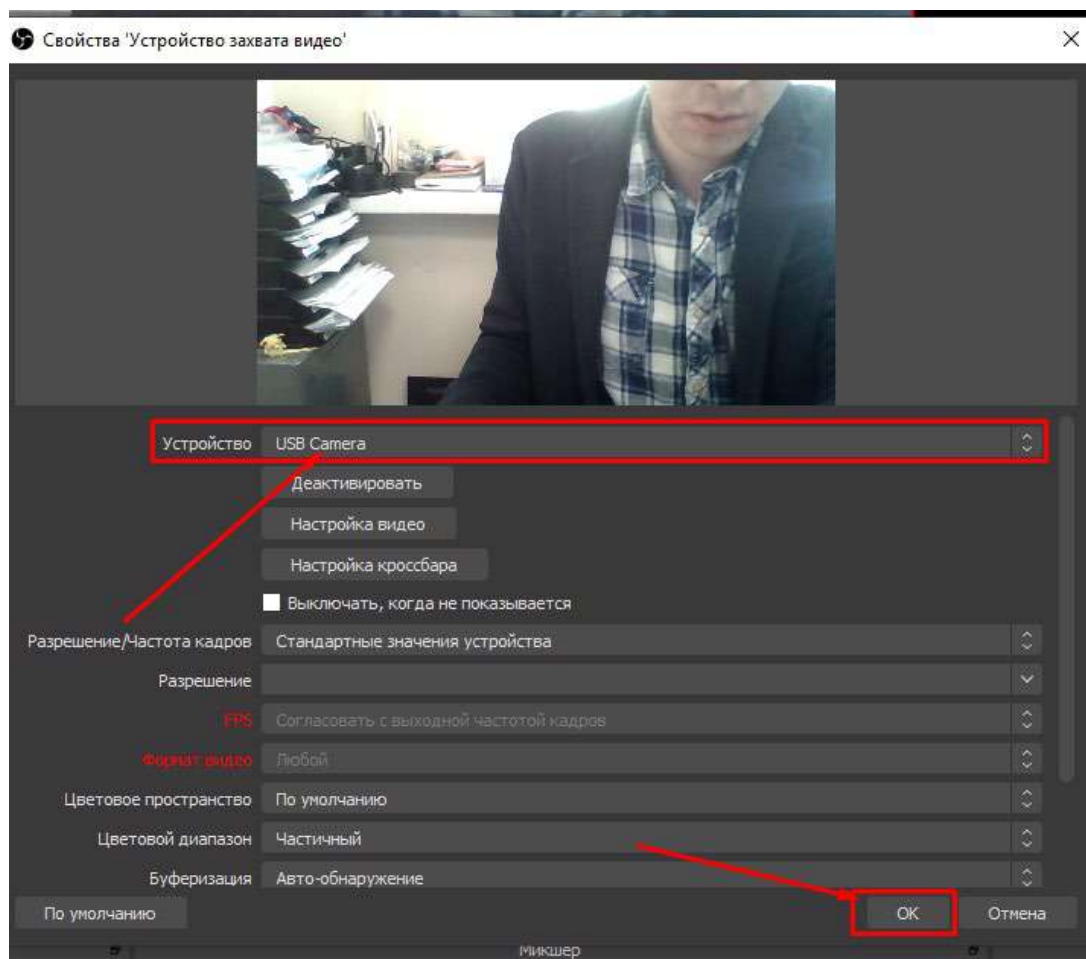 Свойства 'Устройство захвата видео'
Устройство USB Camera
Деактивировать
Настройка видео
Настройка кроссбара
Выключать, когда не показывается
Разрешение/Частота кадров Стандартные значения устройства
Разрешение
FPS Согласовать с выходной частотой кадров
Формат видео Любой
Цветовое пространство По умолчанию
Цветовой диапазон Частичный
Буферизация Авто-обнаружение
По умолчанию OK Отмена
Микшер